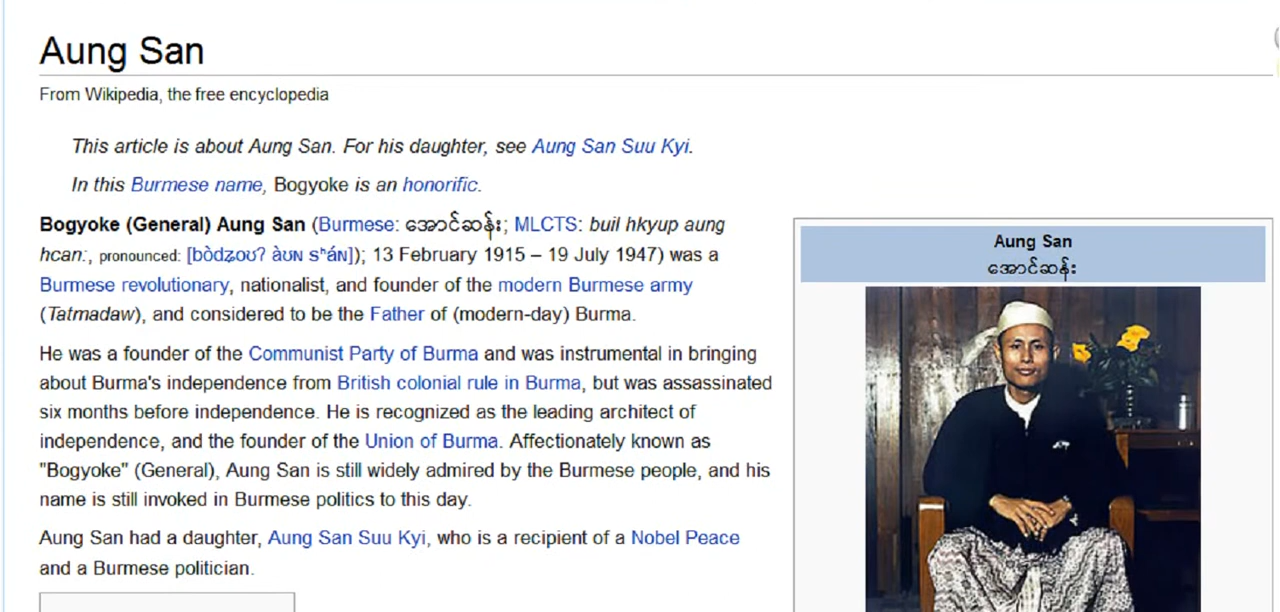 Aung San
From Wikipedia, the free encyclopedia
This article is about Aung San. For his daughter, see Aung San Suu Kyi.
In this Burmese name, Bogyoke is an honorific.
Bogyoke (General) Aung San (Burmese: အောင်ဆန်း; MLCTS: buil hkyup aung
hcan:, pronounced: [bòdʑoʊʔ àʊɴ sʰáɴ]); 13 February 1915 – 19 July 1947) was a
Burmese revolutionary, nationalist, and founder of the modern Burmese army
(Tatmadaw), and considered to be the Father of (modern-day) Burma.
He was a founder of the Communist Party of Burma and was instrumental in bringing
about Burma's independence from British colonial rule in Burma, but was assassinated
six months before independence. He is recognized as the leading architect of
independence, and the founder of the Union of Burma. Affectionately known as
"Bogyoke" (General), Aung San is still widely admired by the Burmese people, and his
name is still invoked in Burmese politics to this day.
Aung San had a daughter, Aung San Suu Kyi, who is a recipient of a Nobel Peace
and a Burmese politician.
Aung San
အောင်ဆန်း